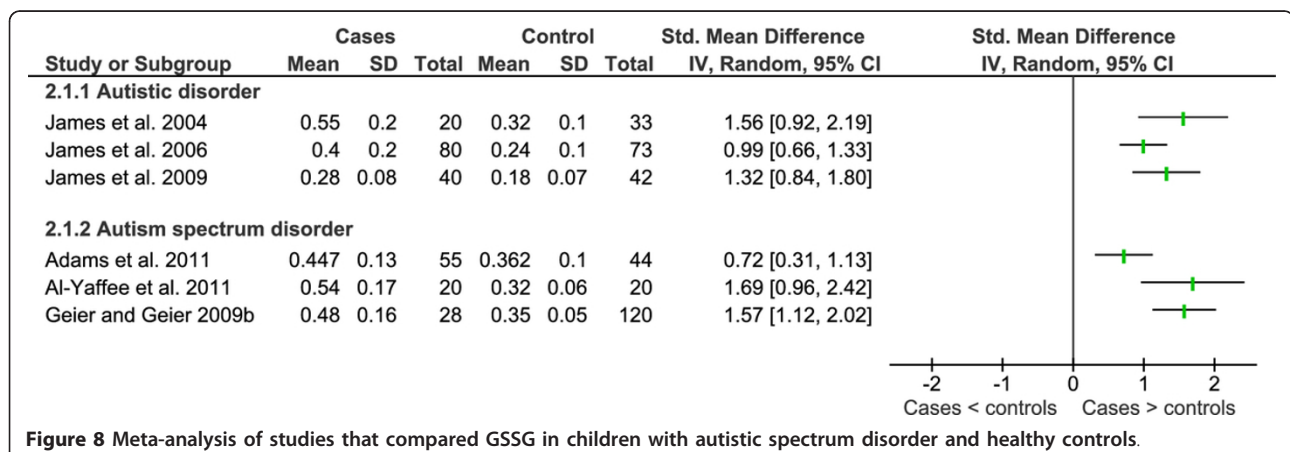 Cases Control Std. Mean Difference Std. Mean Difference
Study or Subgroup Mean SD Total Mean SD Total IV, Random, 95% CI IV, Random, 95% CI
2.1.1 Autistic disorder
James et al. 2004 0.55 0.2 20 0.32 0.1 33 1.56 [0.92, 2.19]
James et al. 2006 0.4 0.2 80 0.24 0.1 73 0.99 [0.66, 1.33]
James et al. 2009 0.28 0.08 40 0.18 0.07 42 1.32 [0.84, 1.80]
2.1.2 Autism spectrum disorder
Adams et al. 2011 0.447 0.13 55 0.362 0.1 44 0.72 [0.31, 1.13]
Al-Yaffee et al. 2011 0.54 0.17 20 0.32 0.06 20 1.69 [0.96, 2.42]
Geier and Geier 2009b 0.48 0.16 28 0.35 0.05 120 1.57 [1.12, 2.02]
-2 -1 0 1 2
Cases < controls Cases > controls
Figure 8 Meta-analysis of studies that compared GSSG in children with autistic spectrum disorder and healthy controls.